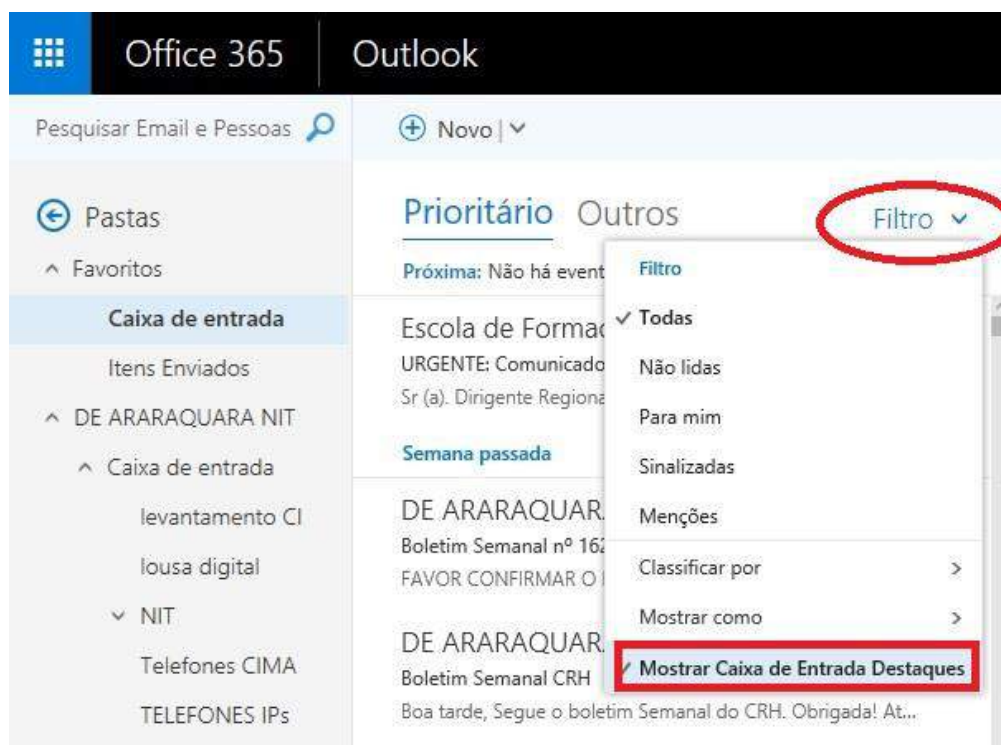 Office 365
Outlook
Pesquisar Email e Pessoas
Novo
Pastas
Favoritos
Caixa de entrada
Itens Enviados
DE ARARAQUARA NIT
Caixa de entrada
levantamento CI
lousa digital
NIT
Telefones CIMA
TELEFONES IPs
Prioritário Outros
Filtro
Próxima: Não há event
Escola de Formac
URGENTE: Comunicado
Sr (a). Dirigente Regiona
Semana passada
DE ARARAQUAR
Boletim Semanal nº 162
FAVOR CONFIRMAR O
DE ARARAQUAR
Boletim Semanal CRH
Boa tarde, Segue o boletim Semanal do CRH. Obrigada! At...
Filtro
Todas
Não lidas
Para mim
Sinalizadas
Menções
Classificar por
Mostrar como
Mostrar Caixa de Entrada Destaques